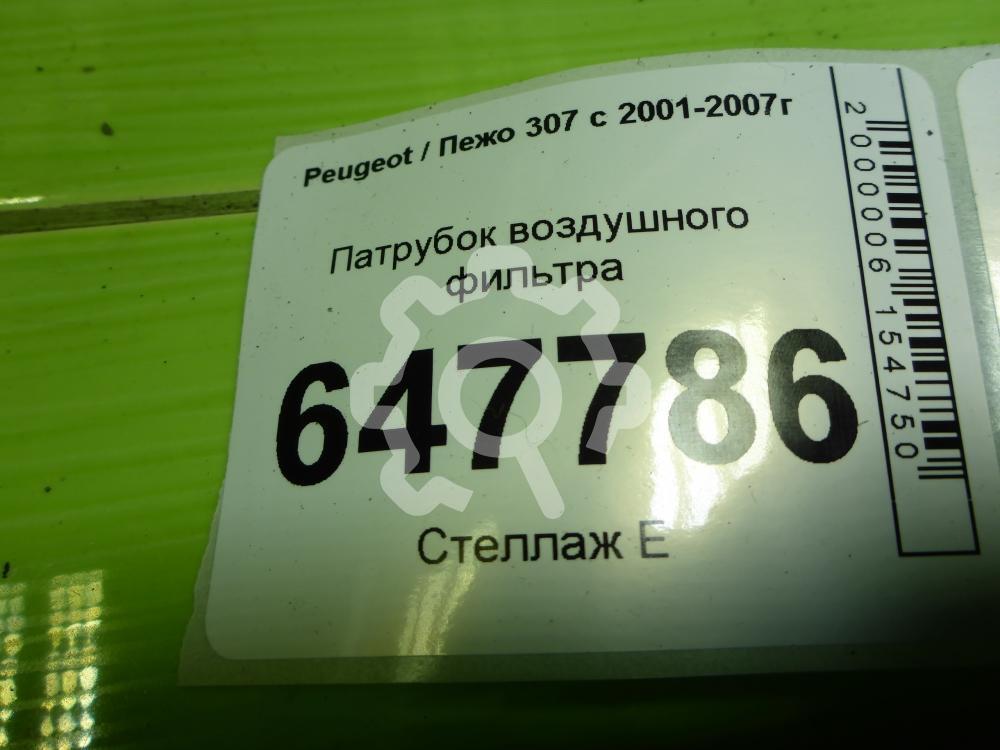 Peugeot / Пежо 307 с 2001-2007г
Патрубок воздушного
фильтра
647786
Стеллаж Е
2000006154750